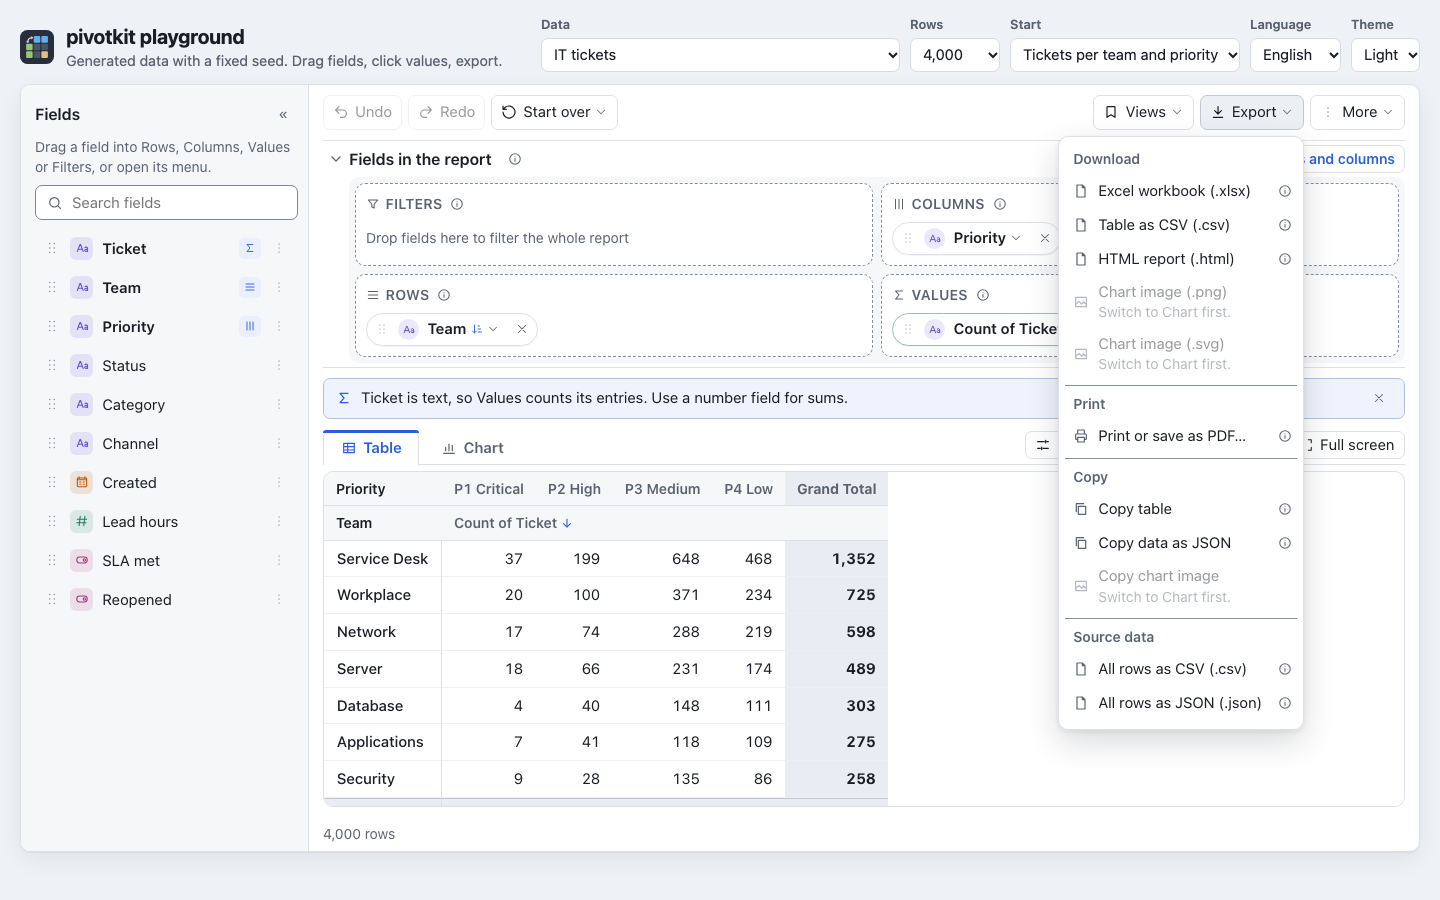 pivotkit playground
Generated data with a fixed seed. Drag fields, click values, export.
Data
IT tickets
Rows
4,000
Start
Tickets per team and priority
Language
English
Theme
Light
Fields
«
Drag a field into Rows, Columns, Values
or Filters, or open its menu.
Search fields
Aa Ticket Σ
Aa Team
Aa Priority
Aa Status
Aa Category
Aa Channel
Created
# Lead hours
SLA met
Reopened
Undo
Redo
Start over
Views
Export
More
Fields in the report
and columns
FILTERS
Drop fields here to filter the whole report
COLUMNS
Aa Priority
ROWS
Aa Team
Σ VALUES
Aa Count of Ticke
Σ Ticket is text, so Values counts its entries. Use a number field for sums.
Table
Chart
Full screen
Priority P1 Critical P2 High P3 Medium P4 Low Grand Total
Team Count of Ticket ↓
Service Desk 37 199 648 468 1,352
Workplace 20 100 371 234 725
Network 17 74 288 219 598
Server 18 66 231 174 489
Database 4 40 148 111 303
Applications 7 41 118 109 275
Security 9 28 135 86 258
4,000 rows
Download
Excel workbook (.xlsx)
Table as CSV (.csv)
HTML report (.html)
Chart image (.png)
Switch to Chart first.
Chart image (.svg)
Switch to Chart first.
Print
Print or save as PDF...
Copy
Copy table
Copy data as JSON
Copy chart image
Switch to Chart first.
Source data
All rows as CSV (.csv)
All rows as JSON (.json)